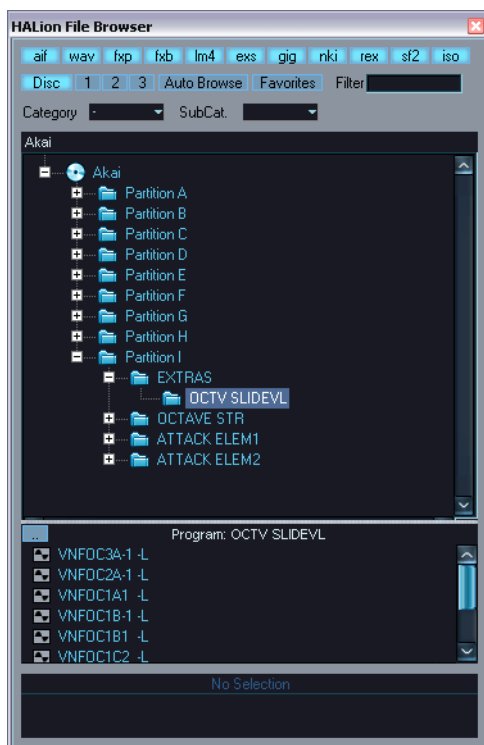 HALion File Browser
aif wav fxp fxb lm4 exs gig nki rex sf2 iso
Disc 1 2 3 Auto Browse Favorites Filter
Category - SubCat.
Akai
Akai
Partition A
Partition B
Partition C
Partition D
Partition E
Partition F
Partition G
Partition H
Partition I
EXTRAS
OCTV SLIDEVL
OCTAVE STR
ATTACK ELEM1
ATTACK ELEM2
.. Program: OCTV SLIDEVL
VNFOC3A-1 -L
VNFOC2A-1 -L
VNFOC1A1 -L
VNFOC1B-1 -L
VNFOC1B1 -L
VNFOC1C2 -L
No Selection